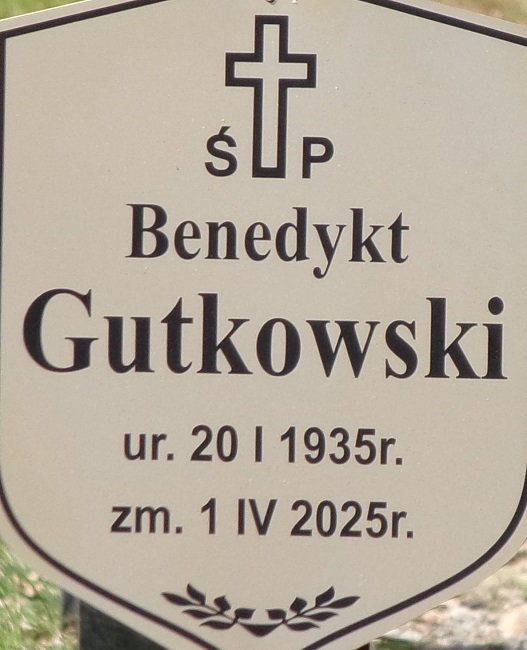 Ś P
Benedykt
Gutkowski
ur. 20 I 1935r.
zm. 1 IV 2025r.